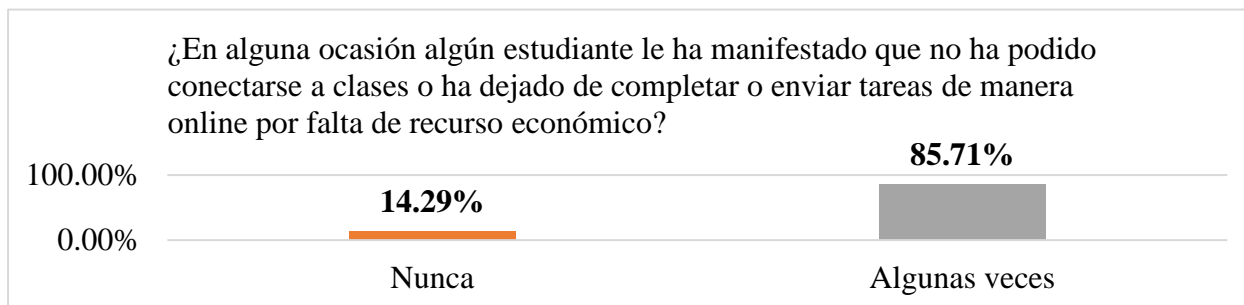 ¿En alguna ocasión algún estudiante le ha manifestado que no ha podido
conectarse a clases o ha dejado de completar o enviar tareas de manera
online por falta de recurso económico?
85.71%
100.00%
14.29%
0.00%
Nunca
Algunas veces